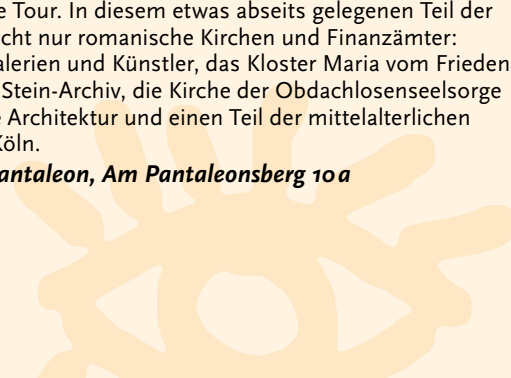 e Tour. In diesem etwas abseits gelegenen Teil der
cht nur romanische Kirchen und Finanzämter:
alerien und Künstler, das Kloster Maria vom Frieden
Stein-Archiv, die Kirche der Obdachlosenseelsorge
e Architektur und einen Teil der mittelalterlichen
Köln.
antaleon, Am Pantaleonsberg 10a